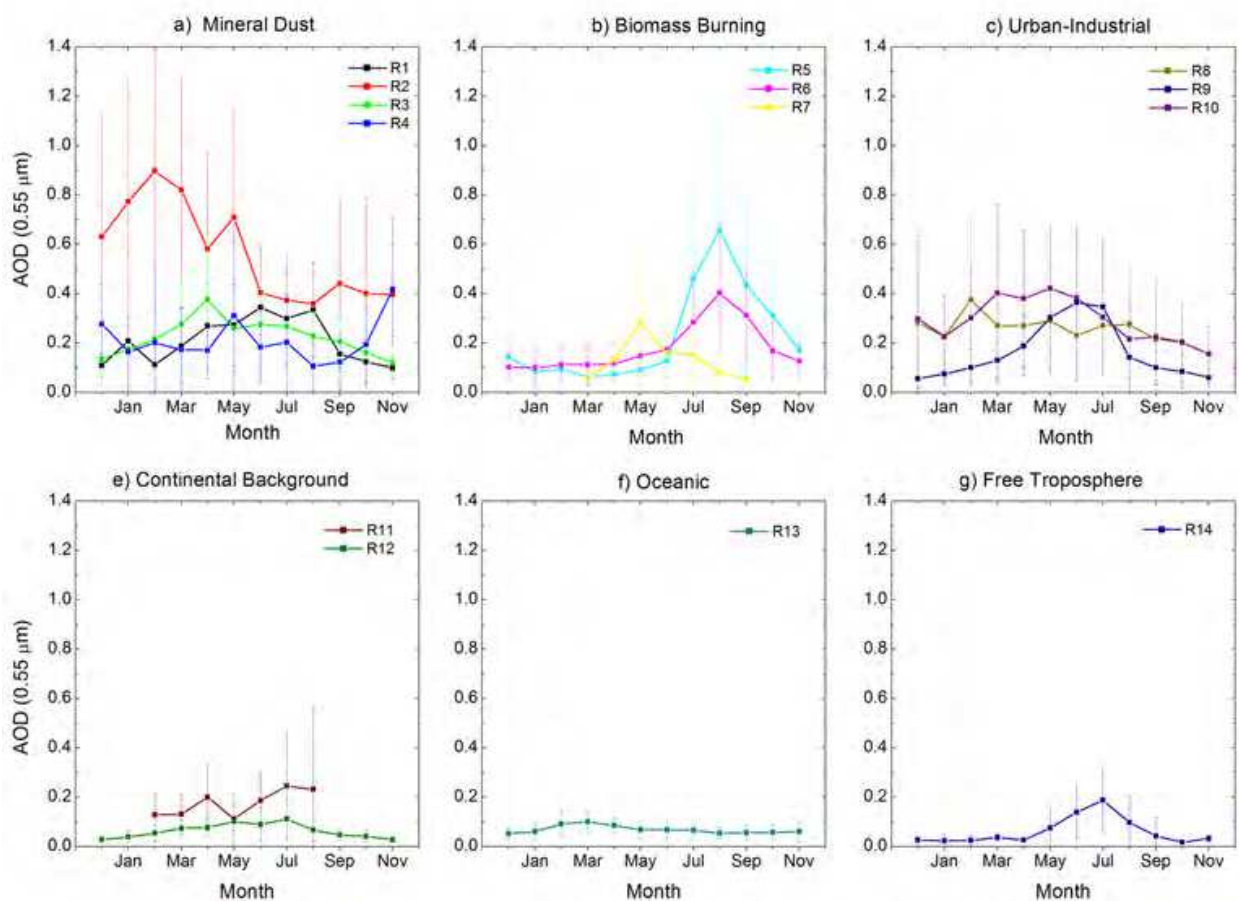 a) Mineral Dust
1.4
1.2
1.0
0.8
0.6
0.4
0.2
0.0
AOD (0.55 μm)
R1
R2
R3
R4
Jan Mar May Jul Sep Nov
Month
b) Biomass Burning
1.4
1.2
1.0
0.8
0.6
0.4
0.2
0.0
R5
R6
R7
Jan Mar May Jul Sep Nov
Month
c) Urban-Industrial
1.4
1.2
1.0
0.8
0.6
0.4
0.2
0.0
R8
R9
R10
Jan Mar May Jul Sep Nov
Month
e) Continental Background
1.4
1.2
1.0
0.8
0.6
0.4
0.2
0.0
AOD (0.55 μm)
R11
R12
Jan Mar May Jul Sep Nov
Month
f) Oceanic
1.4
1.2
1.0
0.8
0.6
0.4
0.2
0.0
R13
Jan Mar May Jul Sep Nov
Month
g) Free Troposphere
1.4
1.2
1.0
0.8
0.6
0.4
0.2
0.0
R14
Jan Mar May Jul Sep Nov
Month